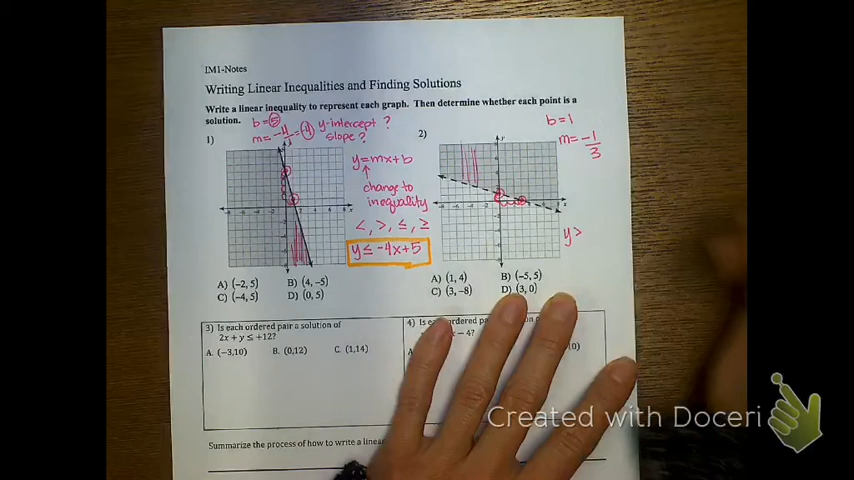 IM1-Notes
Writing Linear Inequalities and Finding Solutions
Write a linear inequality to represent each graph. Then determine whether each point is a
solution.
b = 5
m = -4/1 = -4
y-intercept ?
slope ?
1)
y = mx + b
change to
inequality
<, >, ≤, ≥
y ≤ -4x + 5
A) (-2, 5) B) (4, -5)
C) (-4, 5) D) (0, 5)
2)
b = 1
m = -1/3
y >
A) (1, 4) B) (-5, 5)
C) (3, -8) D) (3, 0)
3) Is each ordered pair a solution of
2x + y ≤ +12?
A. (-3,10) B. (0,12) C. (1,14)
4) Is each ordered pair
x - 4?
Summarize the process of how to write a linear
Created with Doceri